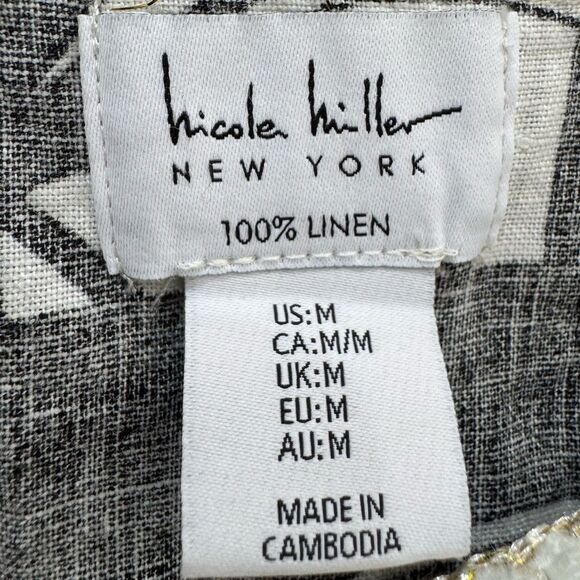 nicole miller
NEW YORK
100% LINEN
US:M
CA:M/M
UK:M
EU:M
AU:M
MADE IN
CAMBODIA